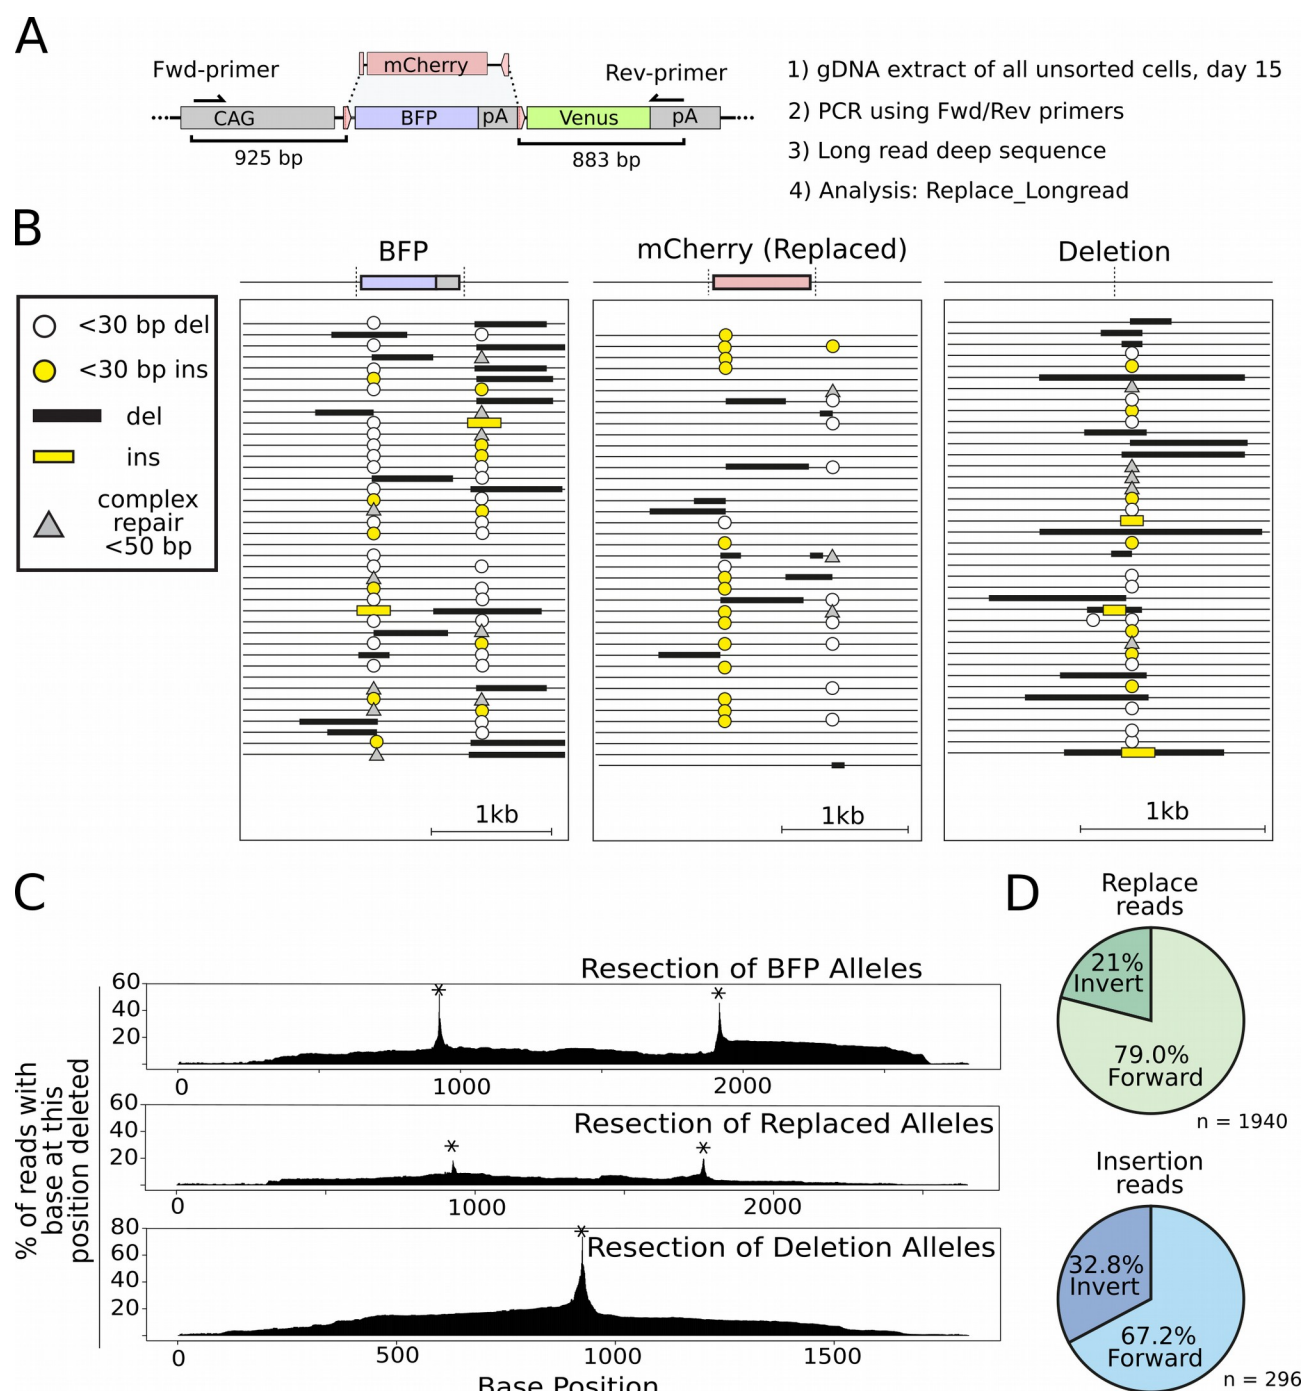 A
mCherry
Fwd-primer
Rev-primer
CAG
BFP
pA
Venus
pA
925 bp
883 bp
1) gDNA extract of all unsorted cells, day 15
2) PCR using Fwd/Rev primers
3) Long read deep sequence
4) Analysis: Replace_Longread
B
<30 bp del
<30 bp ins
del
ins
complex
repair
<50 bp
BFP
1kb
mCherry (Replaced)
1kb
Deletion
1kb
C
% of reads with
base at this
position deleted
Resection of BFP Alleles
60
40
20
*
*
0
1000
2000
Resection of Replaced Alleles
60
40
20
*
*
0
1000
2000
Resection of Deletion Alleles
80
60
40
20
*
0
500
1000
1500
Base Position
D
Replace
reads
21%
Invert
79.0%
Forward
n = 1940
Insertion
reads
32.8%
Invert
67.2%
Forward
n = 296